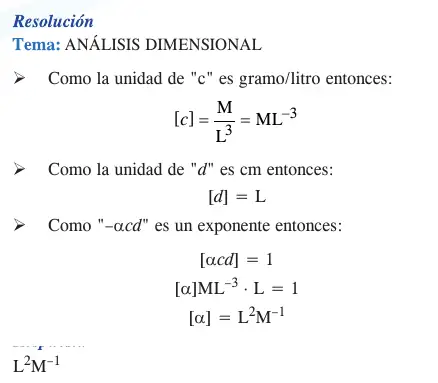 Resolución
Tema: ANÁLISIS DIMENSIONAL
➢ Como la unidad de "c" es gramo/litro entonces:
[c] = M/L³ = ML⁻³
➢ Como la unidad de "d" es cm entonces:
[d] = L
➢ Como "–αcd" es un exponente entonces:
[αcd] = 1
[α]ML⁻³ · L = 1
[α] = L²M⁻¹
L²M⁻¹